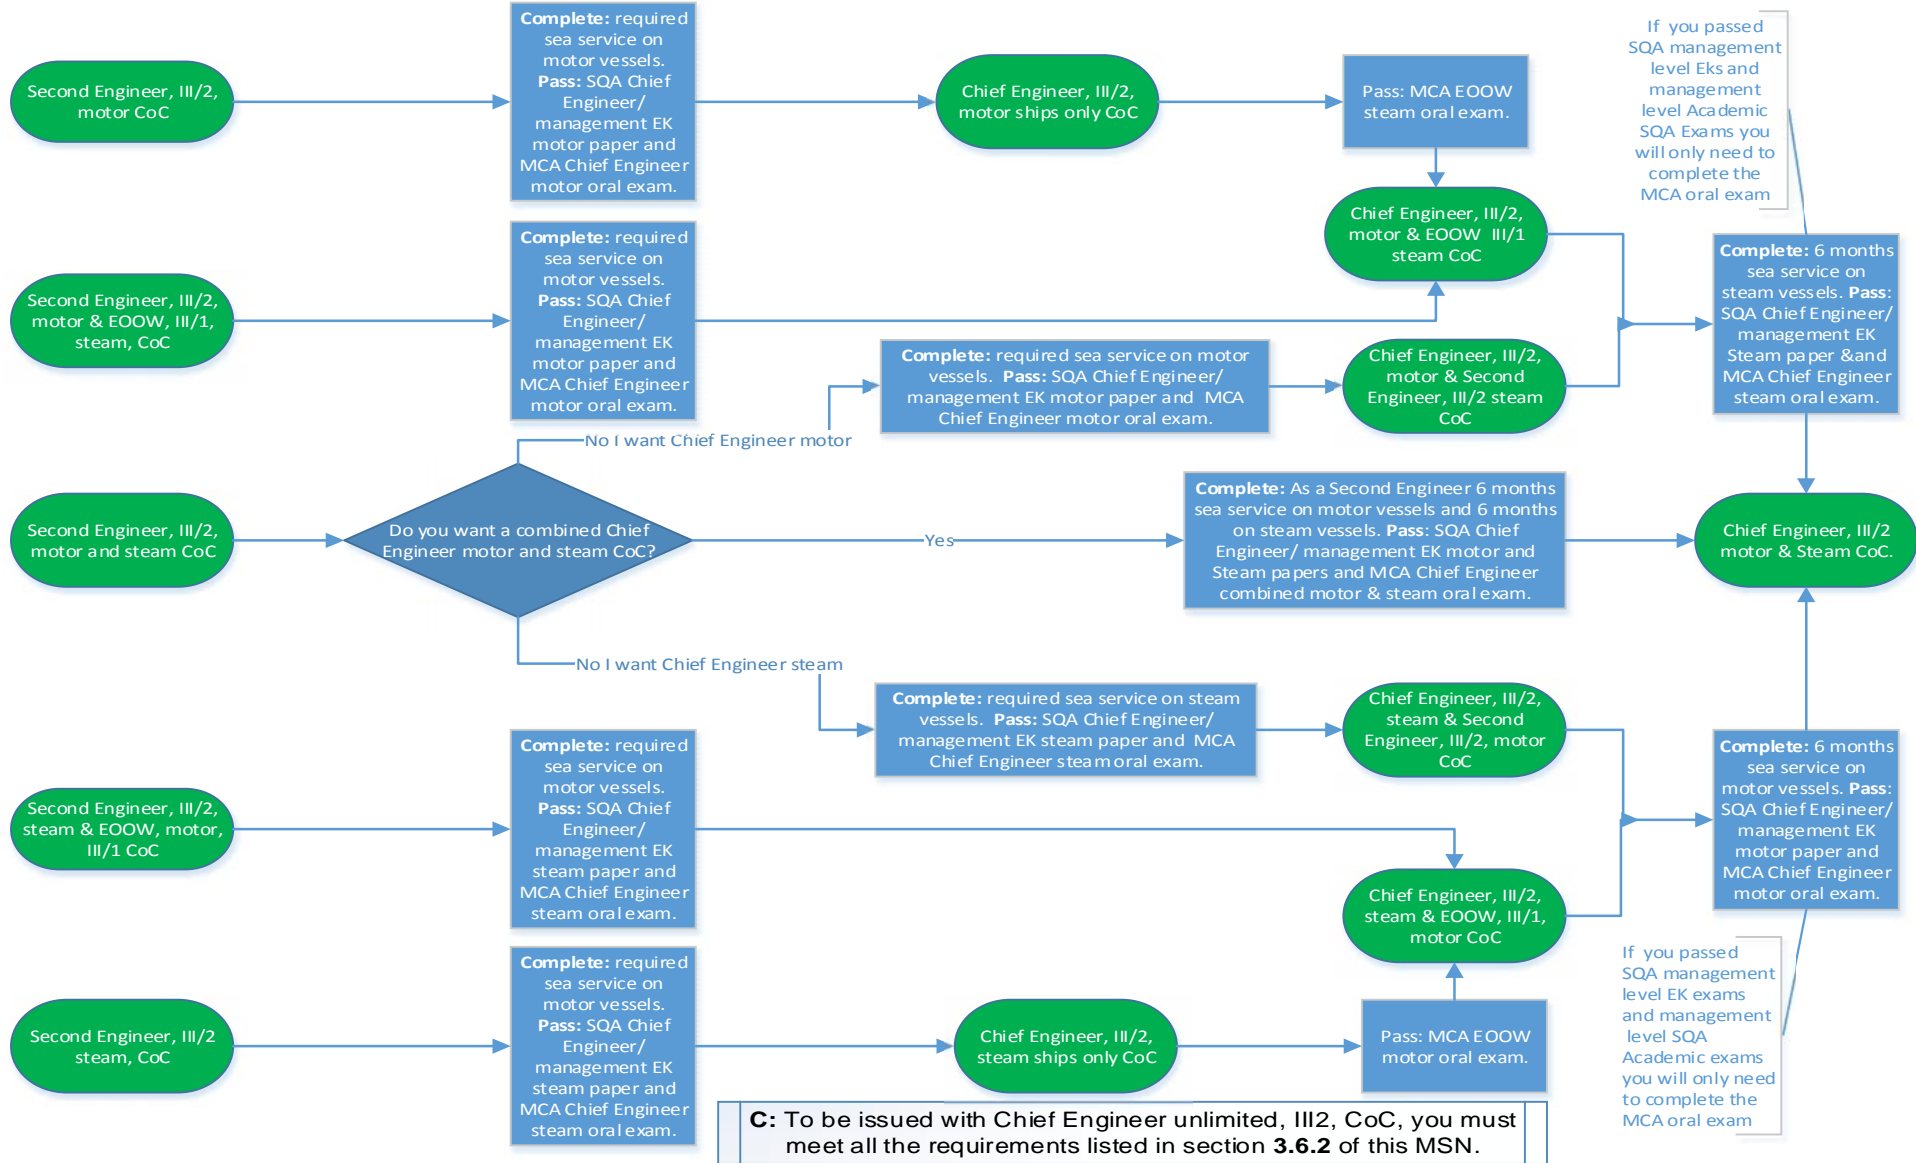 Second Engineer, III/2,
motor CoC
Complete: required
sea service on
motor vessels.
Pass: SQA Chief
Engineer/
management EK
motor paper and
MCA Chief Engineer
motor oral exam.
Chief Engineer, III/2,
motor ships only CoC
Pass: MCA EOOW
steam oral exam.
If you passed
SQA management
level Eks and
management
level Academic
SQA Exams you
will only need to
complete the
MCA oral exam
Second Engineer, III/2,
motor & EOOW, III/1,
steam, CoC
Complete: required
sea service on
motor vessels.
Pass: SQA Chief
Engineer/
management EK
motor paper and
MCA Chief Engineer
motor oral exam.
Chief Engineer, III/2,
motor & EOOW III/1
steam CoC
Complete: 6 months
sea service on
steam vessels. Pass:
SQA Chief Engineer/
management EK
Steam paper &and
MCA Chief Engineer
steam oral exam.
Complete: required sea service on motor
vessels. Pass: SQA Chief Engineer/
management EK motor paper and MCA
Chief Engineer motor oral exam.
Chief Engineer, III/2,
motor & Second
Engineer, III/2 steam
CoC
No I want Chief Engineer motor
Second Engineer, III/2,
motor and steam CoC
Do you want a combined Chief
Engineer motor and steam CoC?
Yes
Complete: As a Second Engineer 6 months
sea service on motor vessels and 6 months
on steam vessels. Pass: SQA Chief
Engineer/ management EK motor and
Steam papers and MCA Chief Engineer
combined motor & steam oral exam.
Chief Engineer, III/2
motor & Steam CoC.
No I want Chief Engineer steam
Complete: required sea service on steam
vessels. Pass: SQA Chief Engineer/
management EK steam paper and MCA
Chief Engineer steam oral exam.
Chief Engineer, III/2,
steam & Second
Engineer, III/2, motor
CoC
Complete: 6 months
sea service on
motor vessels. Pass:
SQA Chief Engineer/
management EK
motor paper and
MCA Chief Engineer
motor oral exam.
Second Engineer, III/2,
steam & EOOW, motor,
III/1 CoC
Complete: required
sea service on
motor vessels.
Pass: SQA Chief
Engineer/
management EK
steam paper and
MCA Chief Engineer
steam oral exam.
Chief Engineer, III/2,
steam & EOOW, III/1,
motor CoC
Second Engineer, III/2
steam, CoC
Complete: required
sea service on
motor vessels.
Pass: SQA Chief
Engineer/
management EK
steam paper and
MCA Chief Engineer
steam oral exam.
Chief Engineer, III/2,
steam ships only CoC
Pass: MCA EOOW
motor oral exam.
If you passed
SQA management
level EK exams
and management
level SQA
Academic exams
you will only need
to complete the
MCA oral exam
C: To be issued with Chief Engineer unlimited, III2, CoC, you must
meet all the requirements listed in section 3.6.2 of this MSN.